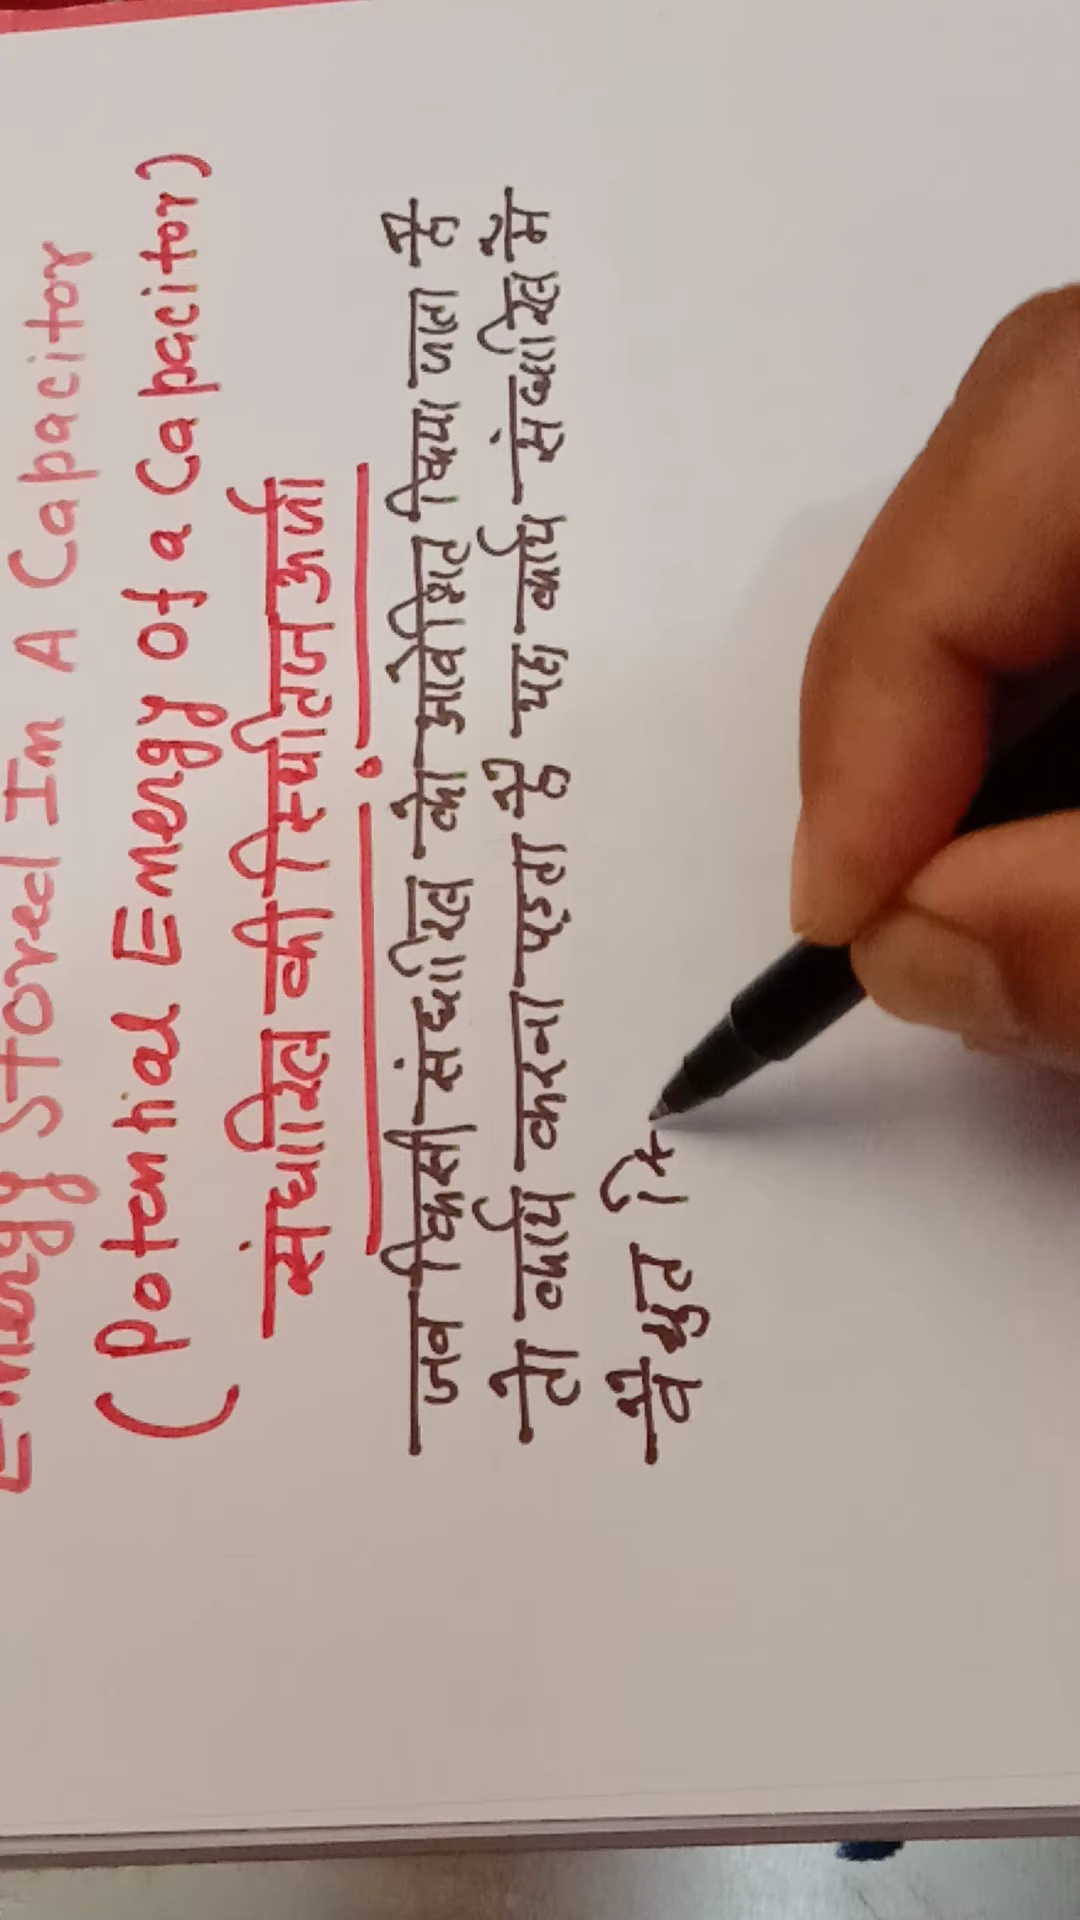 Energy Stored In A Capacitor
(Potential Energy Of a Capacitor)
संधारित्र की स्थितिज ऊर्जा
जब किसी संधारित्र को आवेशित किया जाता है
तो कार्य करना पड़ता है यह कार्य संधारित्र में
वैधुत स्थि